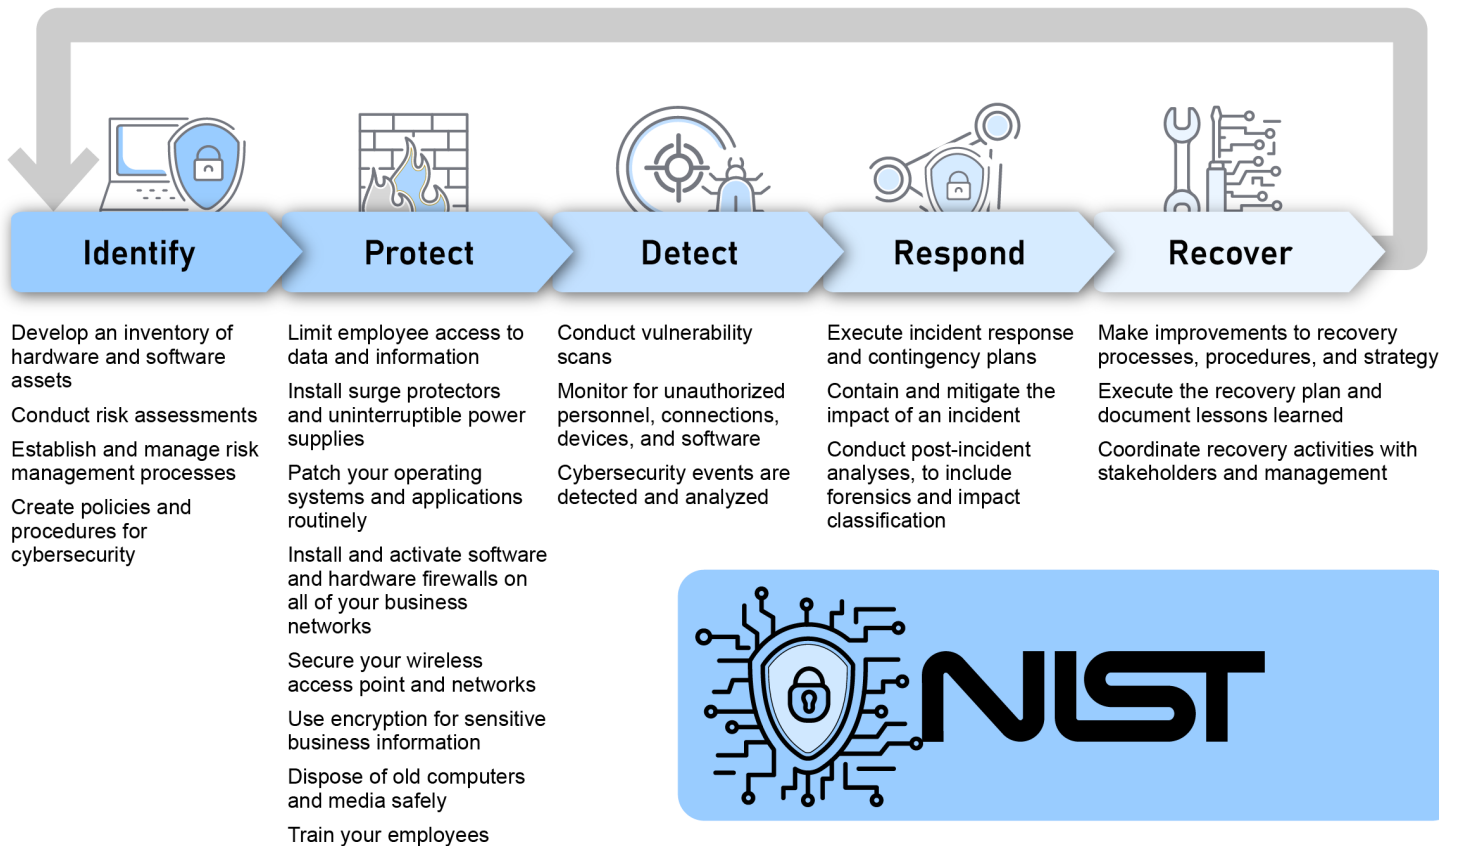 Identify
Protect
Detect
Respond
Recover
Develop an inventory of
hardware and software
assets
Conduct risk assessments
Establish and manage risk
management processes
Create policies and
procedures for
cybersecurity
Limit employee access to
data and information
Install surge protectors
and uninterruptible power
supplies
Patch your operating
systems and applications
routinely
Install and activate software
and hardware firewalls on
all of your business
networks
Secure your wireless
access point and networks
Use encryption for sensitive
business information
Dispose of old computers
and media safely
Train your employees
Conduct vulnerability
scans
Monitor for unauthorized
personnel, connections,
devices, and software
Cybersecurity events are
detected and analyzed
Execute incident response
and contingency plans
Contain and mitigate the
impact of an incident
Conduct post-incident
analyses, to include
forensics and impact
classification
Make improvements to recovery
processes, procedures, and strategy
Execute the recovery plan and
document lessons learned
Coordinate recovery activities with
stakeholders and management
NIST